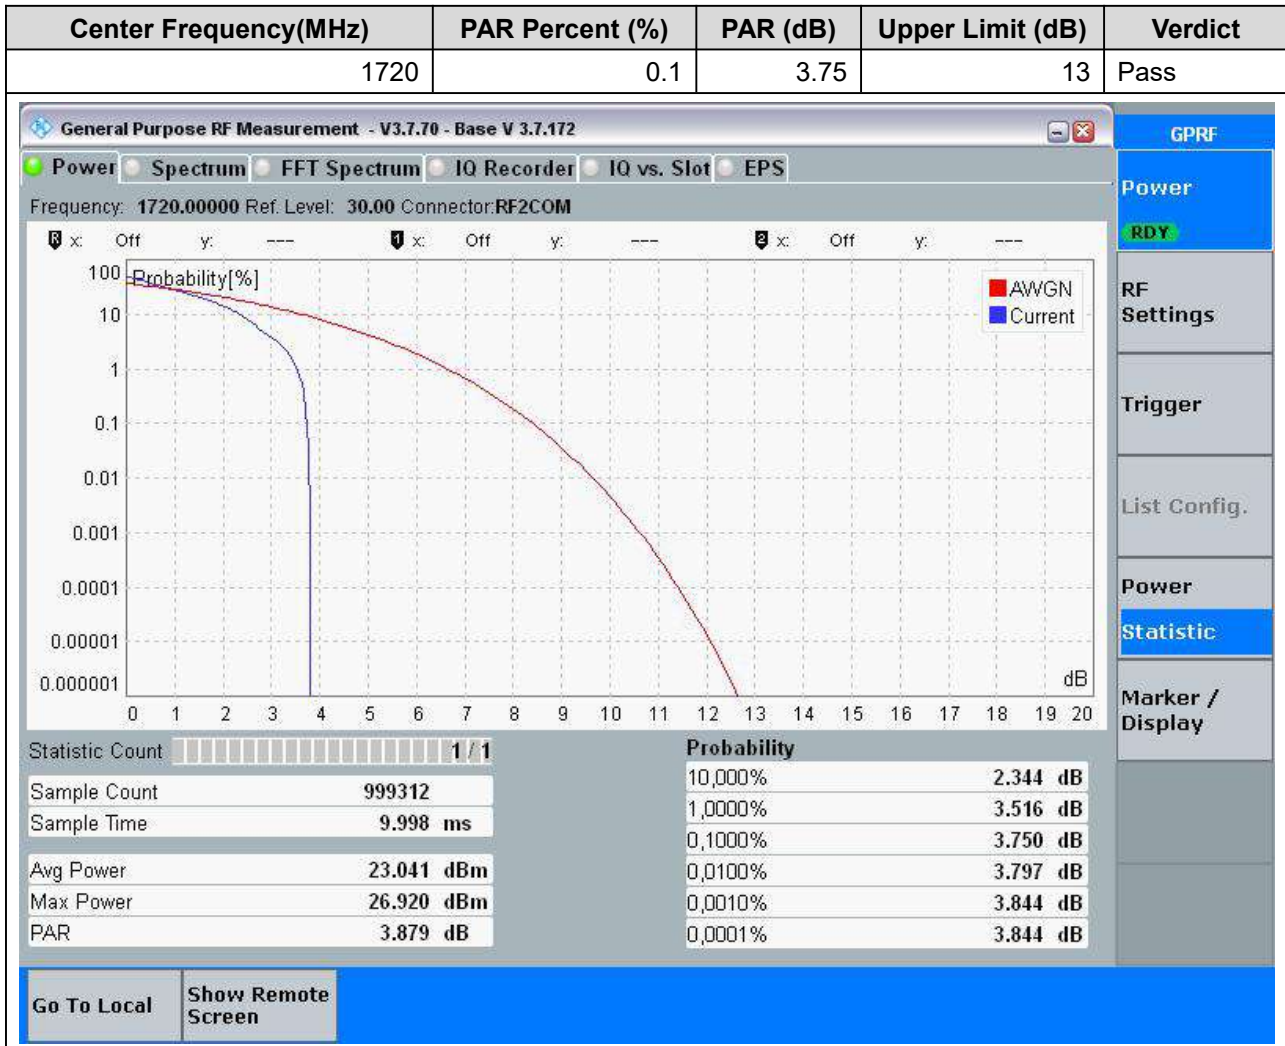 Center Frequency(MHz) PAR Percent (%) PAR (dB) Upper Limit (dB) Verdict
1720 0.1 3.75 13 Pass
General Purpose RF Measurement - V3.7.70 - Base V 3.7.172
GPRF
Power Spectrum FFT Spectrum IQ Recorder IQ vs. Slot EPS
Power
RDY
Frequency: 1720.00000 Ref. Level: 30.00 Connector:RF2COM
R x: Off y: --- 1 x: Off y: --- 2 x: Off y: ---
Probability[%]
AWGN
Current
100
10
1
0.1
0.01
0.001
0.0001
0.00001
0.000001
dB
0 1 2 3 4 5 6 7 8 9 10 11 12 13 14 15 16 17 18 19 20
RF
Settings
Trigger
List Config.
Power
Statistic
Marker /
Display
Statistic Count 1 / 1
Sample Count 999312
Sample Time 9.998 ms
Avg Power 23.041 dBm
Max Power 26.920 dBm
PAR 3.879 dB
Probability
10,000% 2.344 dB
1,0000% 3.516 dB
0,1000% 3.750 dB
0,0100% 3.797 dB
0,0010% 3.844 dB
0,0001% 3.844 dB
Go To Local
Show Remote
Screen